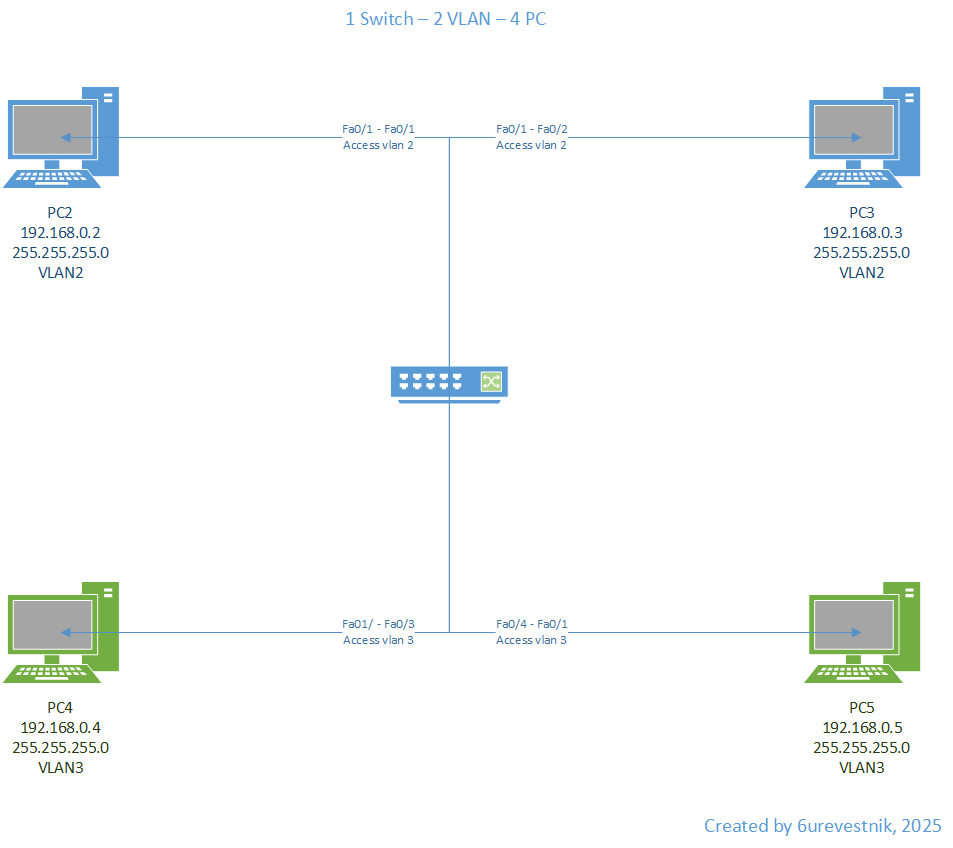 1 Switch – 2 VLAN – 4 PC
Fa0/1 - Fa0/1
Access vlan 2
Fa0/1 - Fa0/2
Access vlan 2
PC2
192.168.0.2
255.255.255.0
VLAN2
PC3
192.168.0.3
255.255.255.0
VLAN2
Fa01/ - Fa0/3
Access vlan 3
Fa0/4 - Fa0/1
Access vlan 3
PC4
192.168.0.4
255.255.255.0
VLAN3
PC5
192.168.0.5
255.255.255.0
VLAN3
Created by 6urevestnik, 2025